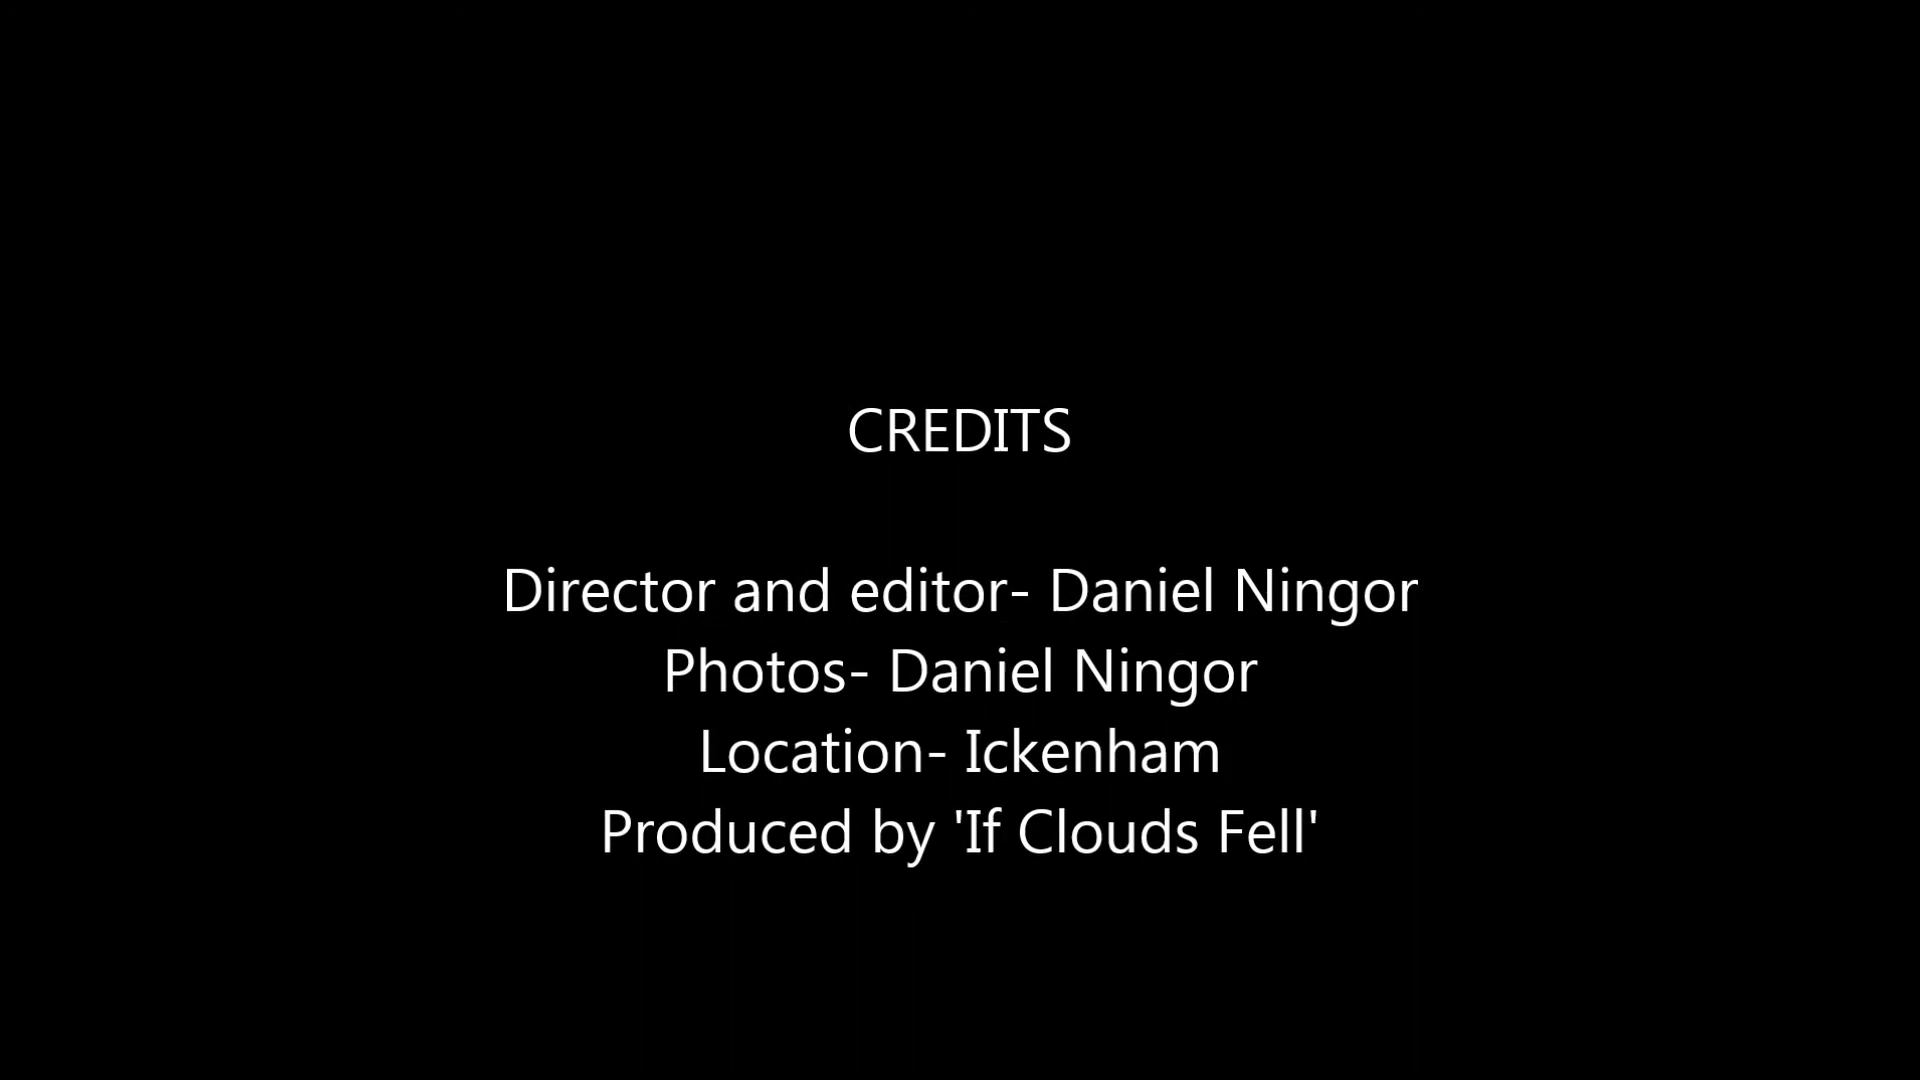 CREDITS
Director and editor- Daniel Ningor
Photos- Daniel Ningor
Location- Ickenham
Produced by 'If Clouds Fell'